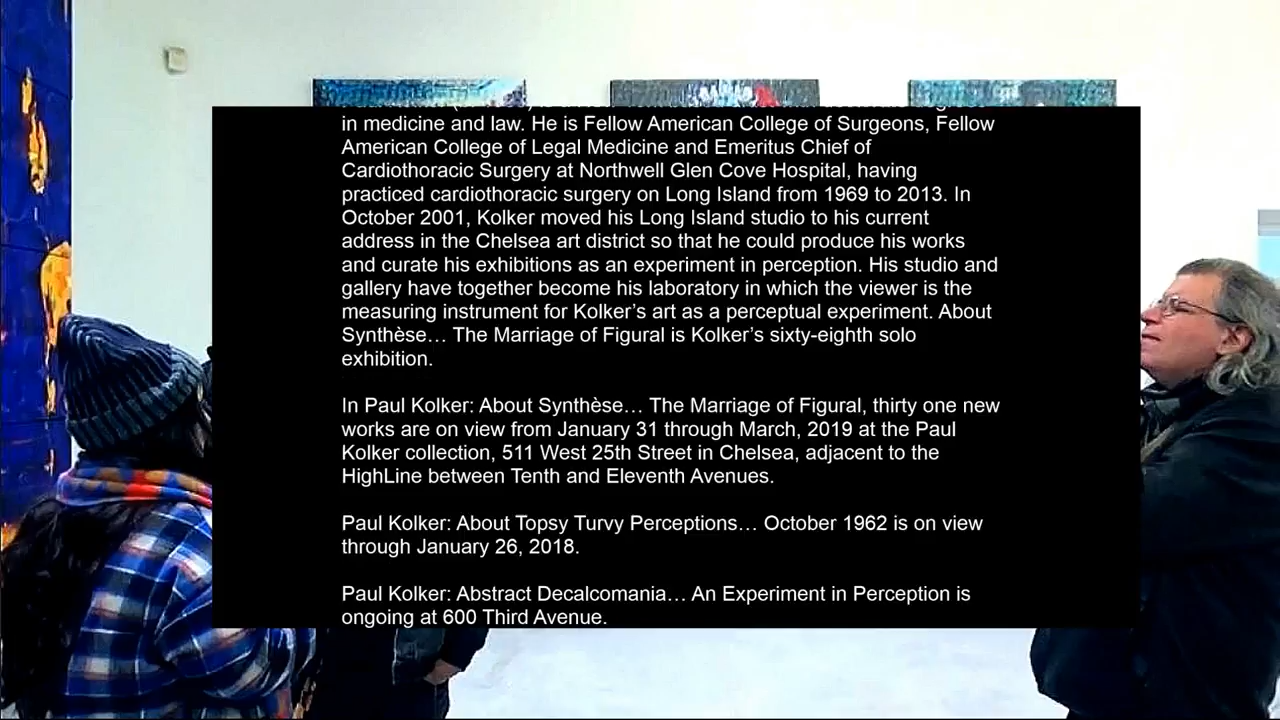 in medicine and law. He is Fellow American College of Surgeons, Fellow
American College of Legal Medicine and Emeritus Chief of
Cardiothoracic Surgery at Northwell Glen Cove Hospital, having
practiced cardiothoracic surgery on Long Island from 1969 to 2013. In
October 2001, Kolker moved his Long Island studio to his current
address in the Chelsea art district so that he could produce his works
and curate his exhibitions as an experiment in perception. His studio and
gallery have together become his laboratory in which the viewer is the
measuring instrument for Kolker’s art as a perceptual experiment. About
Synthèse… The Marriage of Figural is Kolker’s sixty-eighth solo
exhibition.
In Paul Kolker: About Synthèse… The Marriage of Figural, thirty one new
works are on view from January 31 through March, 2019 at the Paul
Kolker collection, 511 West 25th Street in Chelsea, adjacent to the
HighLine between Tenth and Eleventh Avenues.
Paul Kolker: About Topsy Turvy Perceptions… October 1962 is on view
through January 26, 2018.
Paul Kolker: Abstract Decalcomania… An Experiment in Perception is
ongoing at 600 Third Avenue.